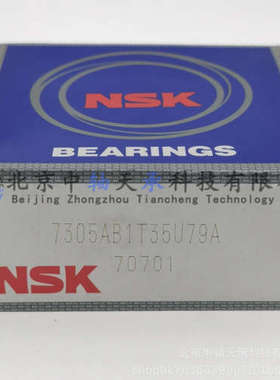 NSK
BEARINGS
北京中轴天承科技有限
Beijing Zhongzhou Tiancheng Technology
7305AB1T35U79A
70701
NSK